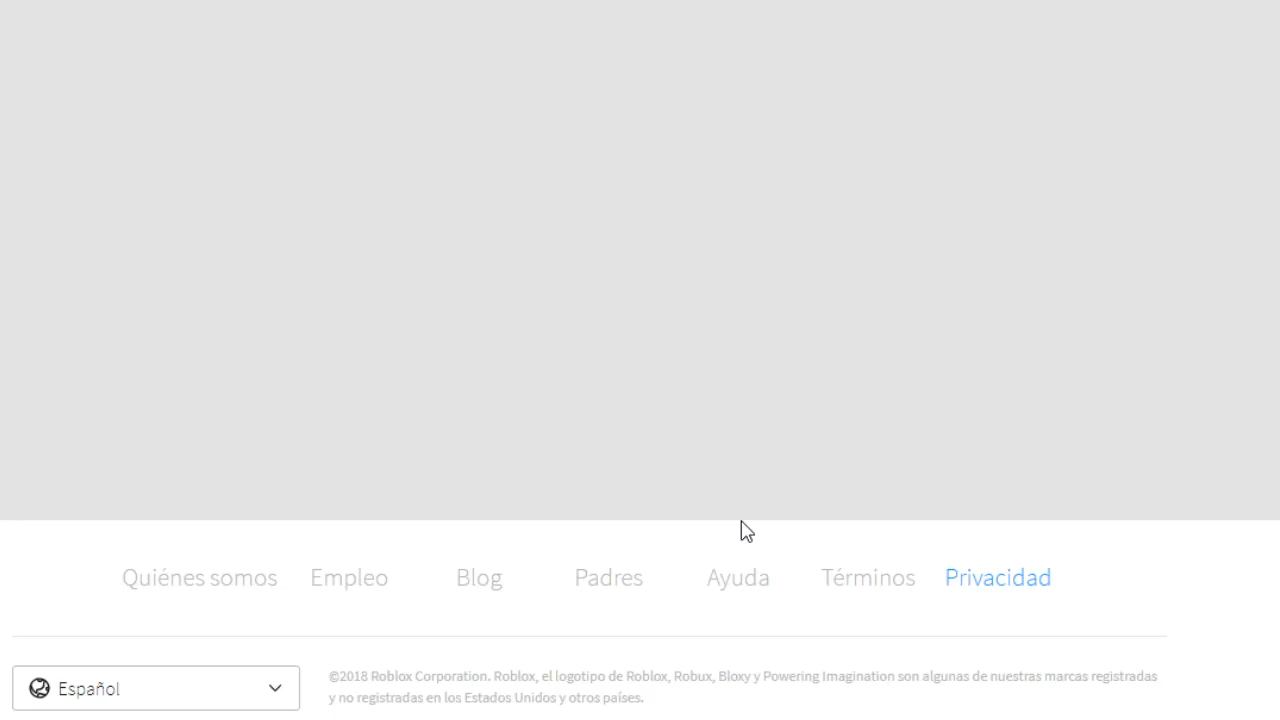 Quiénes somos Empleo Blog Padres Ayuda Términos Privacidad
Español
©2018 Roblox Corporation. Roblox, el logotipo de Roblox, Robux, Bloxy y Powering Imagination son algunas de nuestras marcas registradas
y no registradas en los Estados Unidos y otros países.